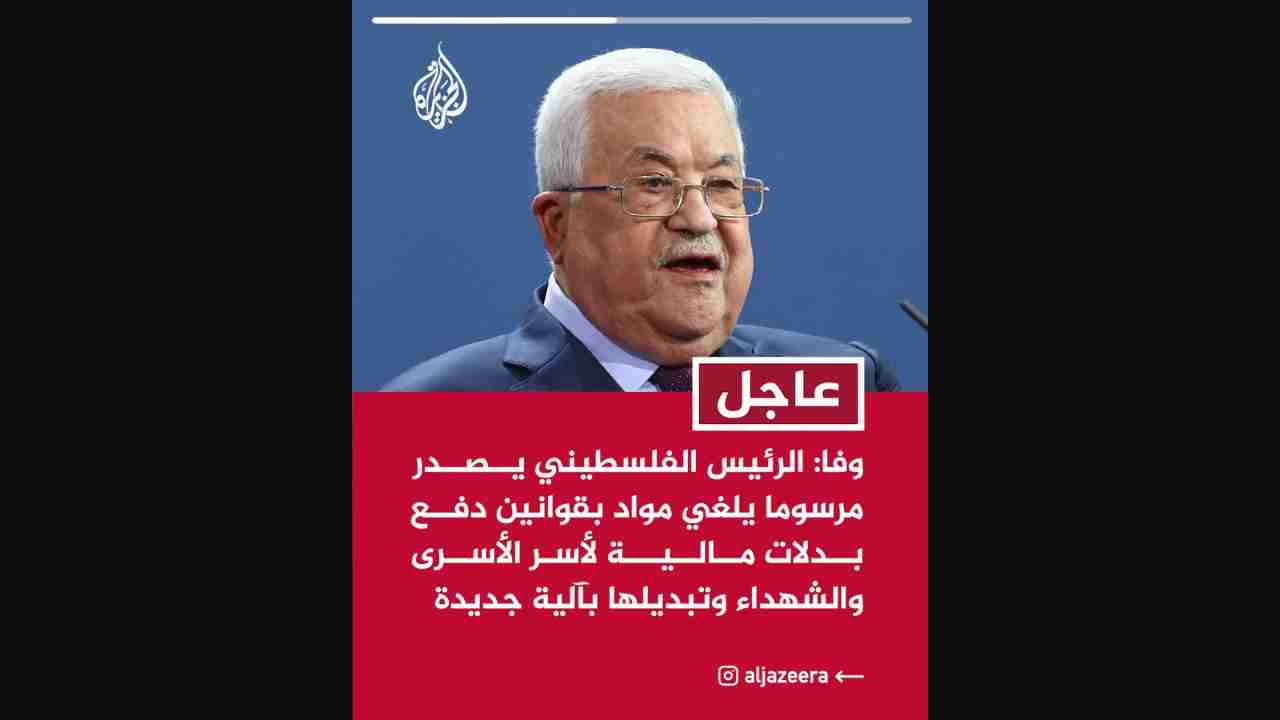 الجزيرة
عاجل
وفا: الرئيس الفلسطيني يصدر
مرسوما يلغي مواد بقوانين دفع
بدلات مالية لأسر الأسرى
والشهداء وتبديلها بآلية جديدة
aljazeera